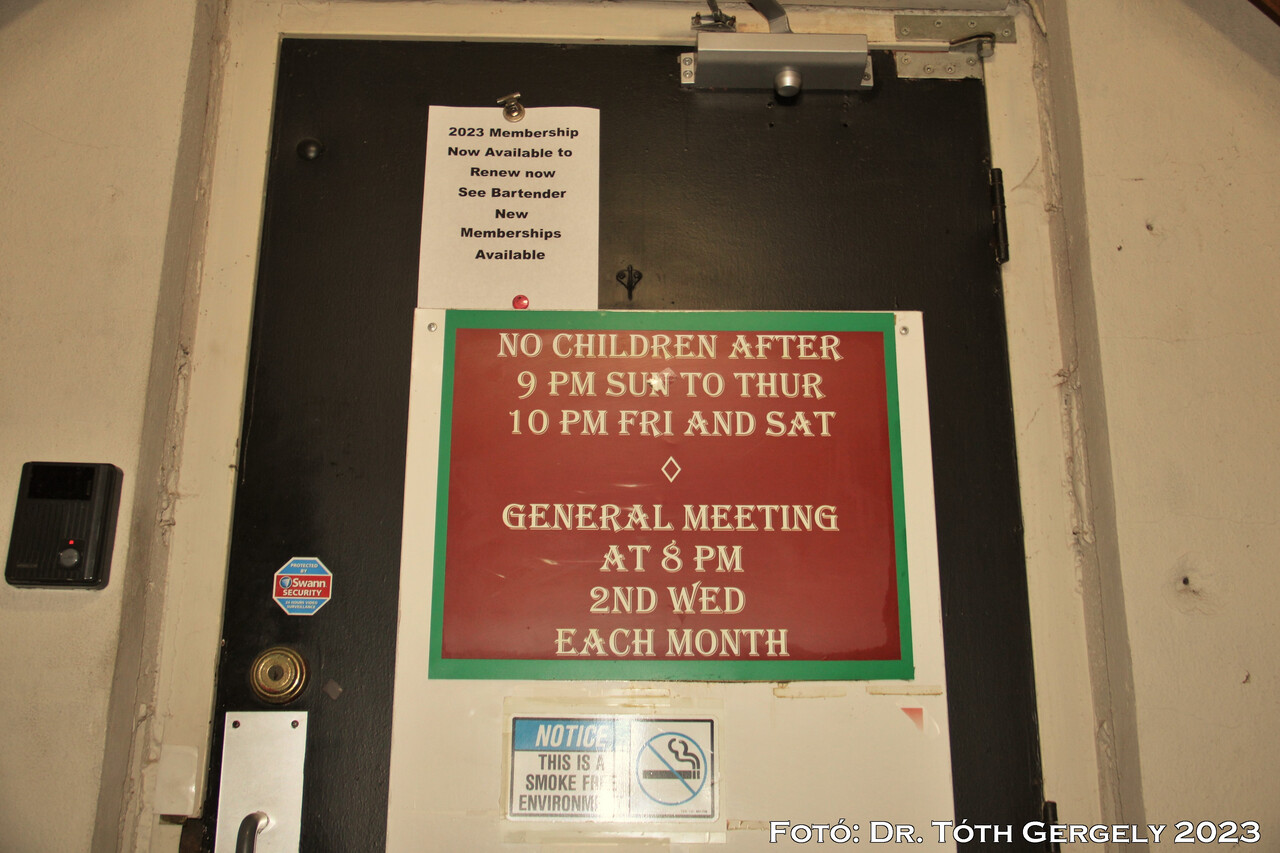 2023 Membership
Now Available to
Renew now
See Bartender
New
Memberships
Available
NO CHILDREN AFTER
9 PM SUN TO THUR
10 PM FRI AND SAT
GENERAL MEETING
AT 8 PM
2ND WED
EACH MONTH
PROTECTED
BY
Swann
SECURITY
NOTICE
THIS IS A
SMOKE FREE
ENVIRONM
FOTÓ: DR. TÓTH GERGELY 2023